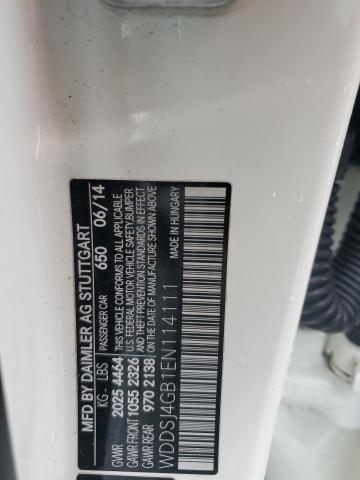 MFD BY DAIMLER AG STUTTGART
PASSENGER CAR 650 06/14
KG LBS
GVWR 2025 4464
GAWR FRONT 1055 2326
GAWR REAR 970 2138
THIS VEHICLE CONFORMS TO ALL APPLICABLE
U.S. FEDERAL MOTOR VEHICLE SAFETY, BUMPER
AND THEFT PREVENTION STANDARDS IN EFFECT
ON THE DATE OF MANUFACTURE SHOWN ABOVE
MADE IN HUNGARY
WDDSJ4GB1EN114111